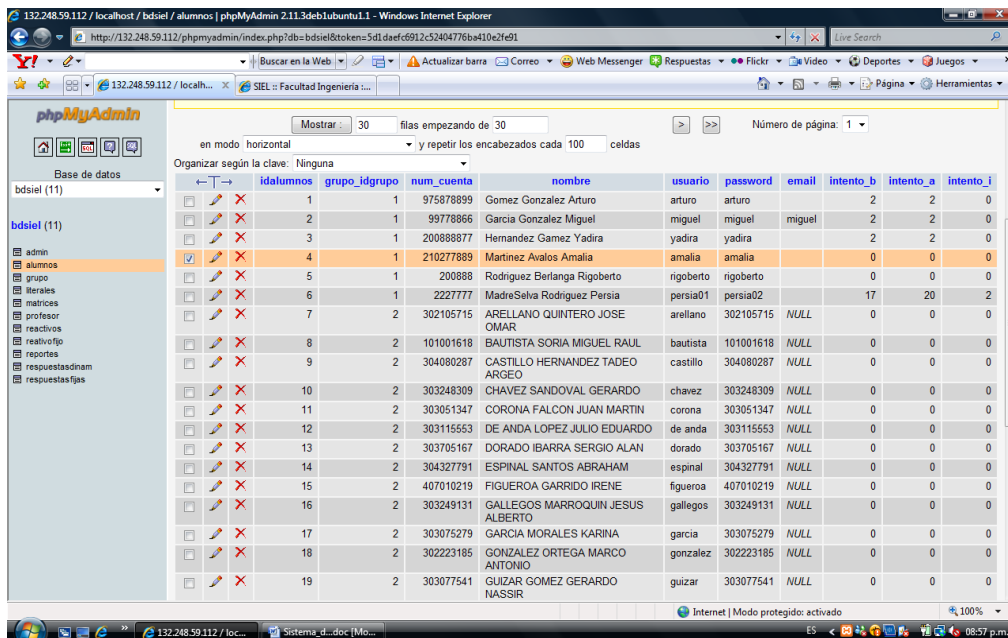 132.248.59.112 / localhost / bdsiel / alumnos | phpMyAdmin 2.11.3deb1ubuntu1.1 - Windows Internet Explorer
http://132.248.59.112/phpmyadmin/index.php?db=bdsiel&token=5d1daefc6912c52404776ba410e2fe91 Live Search
Y! Buscar en la Web Actualizar barra Correo Web Messenger Respuestas Flickr Video Deportes Juegos
132.248.59.112 / localh... SIEL :: Facultad Ingeniería :... Página Herramientas
phpMyAdmin
Base de datos
bdsiel (11)
bdsiel (11)
admin
alumnos
grupo
literales
matrices
profesor
reactivos
reativofijo
reportes
respuestasdinam
respuestasfijas
Mostrar : 30 filas empezando de 30 > >> Número de página: 1
en modo horizontal y repetir los encabezados cada 100 celdas
Organizar según la clave: Ninguna
←T→ idalumnos grupo_idgrupo num_cuenta nombre usuario password email intento_b intento_a intento_i
1 1 975878899 Gomez Gonzalez Arturo arturo arturo 2 2 0
2 1 99778866 Garcia Gonzalez Miguel miguel miguel miguel 2 2 0
3 1 200888877 Hernandez Gamez Yadira yadira yadira 2 2 0
4 1 210277889 Martinez Avalos Amalia amalia amalia 0 0 0
5 1 200888 Rodriguez Berlanga Rigoberto rigoberto rigoberto 0 0 0
6 1 2227777 MadreSelva Rodriguez Persia persia01 persia02 17 20 2
7 2 302105715 ARELLANO QUINTERO JOSE OMAR arellano 302105715 NULL 0 0 0
8 2 101001618 BAUTISTA SORIA MIGUEL RAUL bautista 101001618 NULL 0 0 0
9 2 304080287 CASTILLO HERNANDEZ TADEO ARGEO castillo 304080287 NULL 0 0 0
10 2 303248309 CHAVEZ SANDOVAL GERARDO chavez 303248309 NULL 0 0 0
11 2 303051347 CORONA FALCON JUAN MARTIN corona 303051347 NULL 0 0 0
12 2 303115553 DE ANDA LOPEZ JULIO EDUARDO de anda 303115553 NULL 0 0 0
13 2 303705167 DORADO IBARRA SERGIO ALAN dorado 303705167 NULL 0 0 0
14 2 304327791 ESPINAL SANTOS ABRAHAM espinal 304327791 NULL 0 0 0
15 2 407010219 FIGUEROA GARRIDO IRENE figueroa 407010219 NULL 0 0 0
16 2 303249131 GALLEGOS MARROQUIN JESUS ALBERTO gallegos 303249131 NULL 0 0 0
17 2 303075279 GARCIA MORALES KARINA garcia 303075279 NULL 0 0 0
18 2 302223185 GONZALEZ ORTEGA MARCO ANTONIO gonzalez 302223185 NULL 0 0 0
19 2 303077541 GUIZAR GOMEZ GERARDO NASSIR guizar 303077541 NULL 0 0 0
Internet | Modo protegido: activado 100%
132.248.59.112 / loc... Sistema_d...doc [Mo... ES 08:57 p.m.